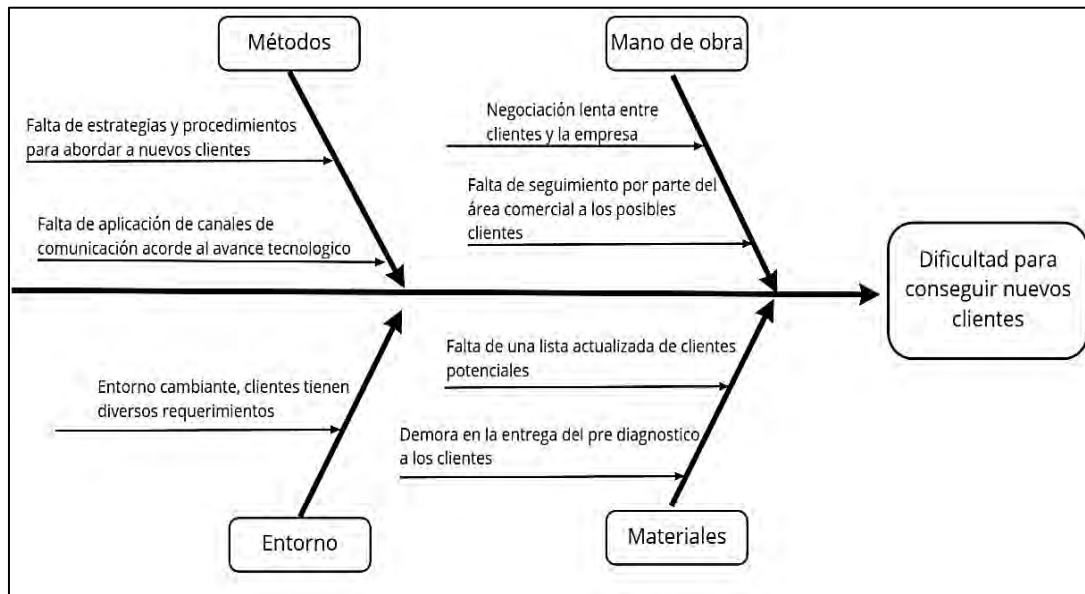 Métodos
Mano de obra
Falta de estrategias y procedimientos
para abordar a nuevos clientes
Falta de aplicación de canales de
comunicación acorde al avance tecnologico
Negociación lenta entre
clientes y la empresa
Falta de seguimiento por parte del
área comercial a los posibles
clientes
Dificultad para
conseguir nuevos
clientes
Entorno cambiante, clientes tienen
diversos requerimientos
Falta de una lista actualizada de clientes
potenciales
Demora en la entrega del pre diagnostico
a los clientes
Entorno
Materiales